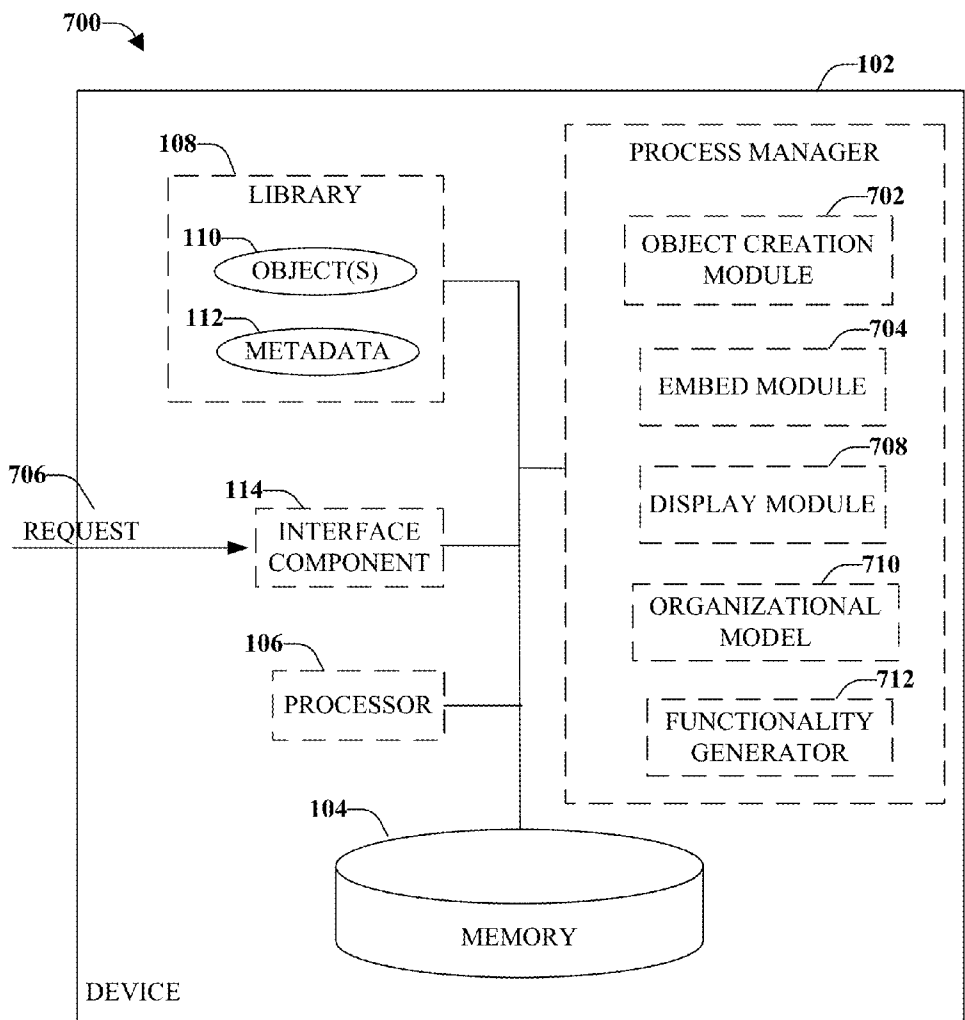 700
102
108
LIBRARY
110
OBJECT(S)
112
METADATA
706
REQUEST
114
INTERFACE
COMPONENT
106
PROCESSOR
104
MEMORY
DEVICE
PROCESS MANAGER
702
OBJECT CREATION
MODULE
704
EMBED MODULE
708
DISPLAY MODULE
710
ORGANIZATIONAL
MODEL
712
FUNCTIONALITY
GENERATOR